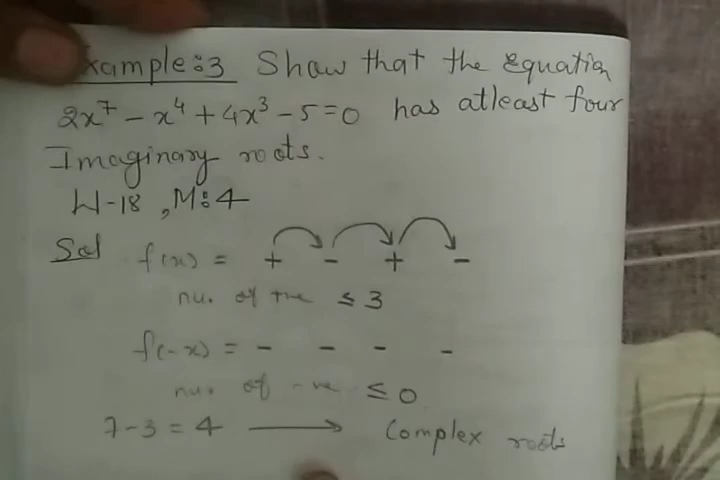 Example:3 Show that the Equation
2x⁷ - x⁴ + 4x³ - 5 = 0 has atleast four
Imaginary roots.
W-18, M:4
Sol f(x) = + - + -
nu. of +ve ≤ 3
f(-x) = - - - -
nu. of -ve ≤ 0
7-3 = 4 → Complex roots